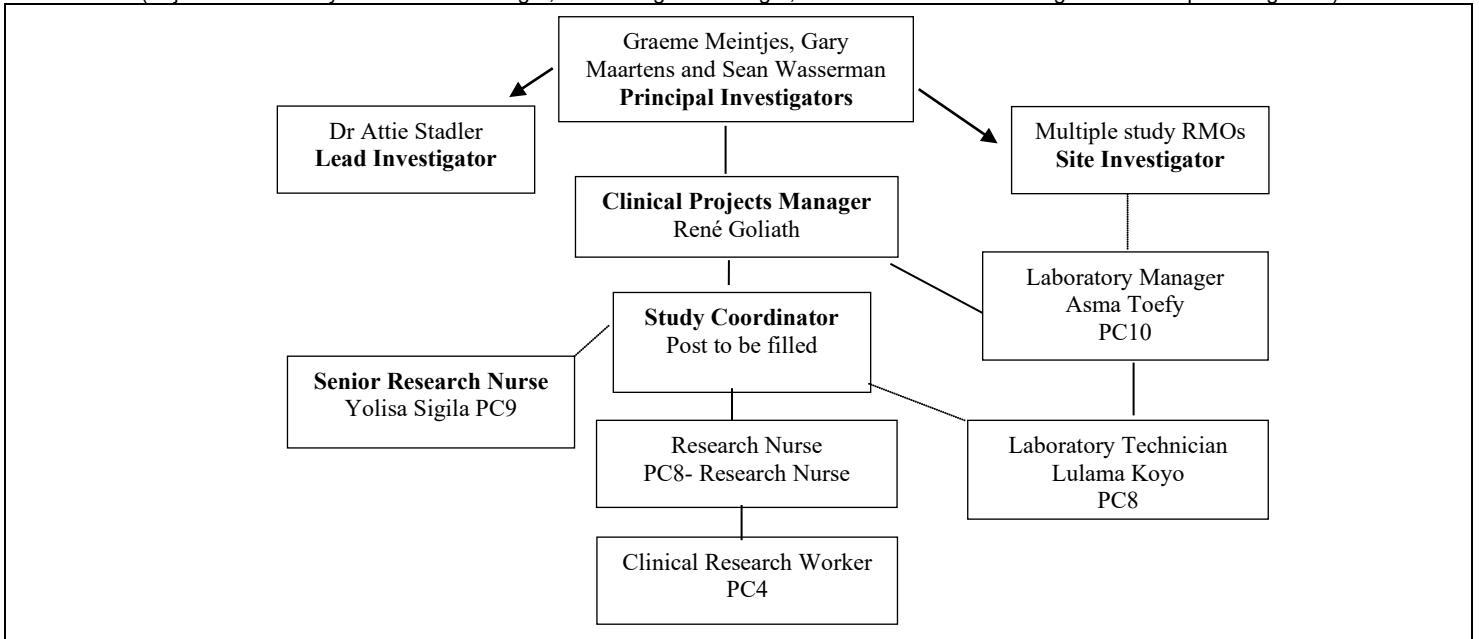 Graeme Meintjes, Gary
Maartens and Sean Wasserman
Principal Investigators
Dr Attie Stadler
Lead Investigator
Multiple study RMOs
Site Investigator
Clinical Projects Manager
René Goliath
Laboratory Manager
Asma Toefy
PC10
Study Coordinator
Post to be filled
Senior Research Nurse
Yolisa Sigila PC9
Research Nurse
PC8- Research Nurse
Laboratory Technician
Lulama Koyo
PC8
Clinical Research Worker
PC4